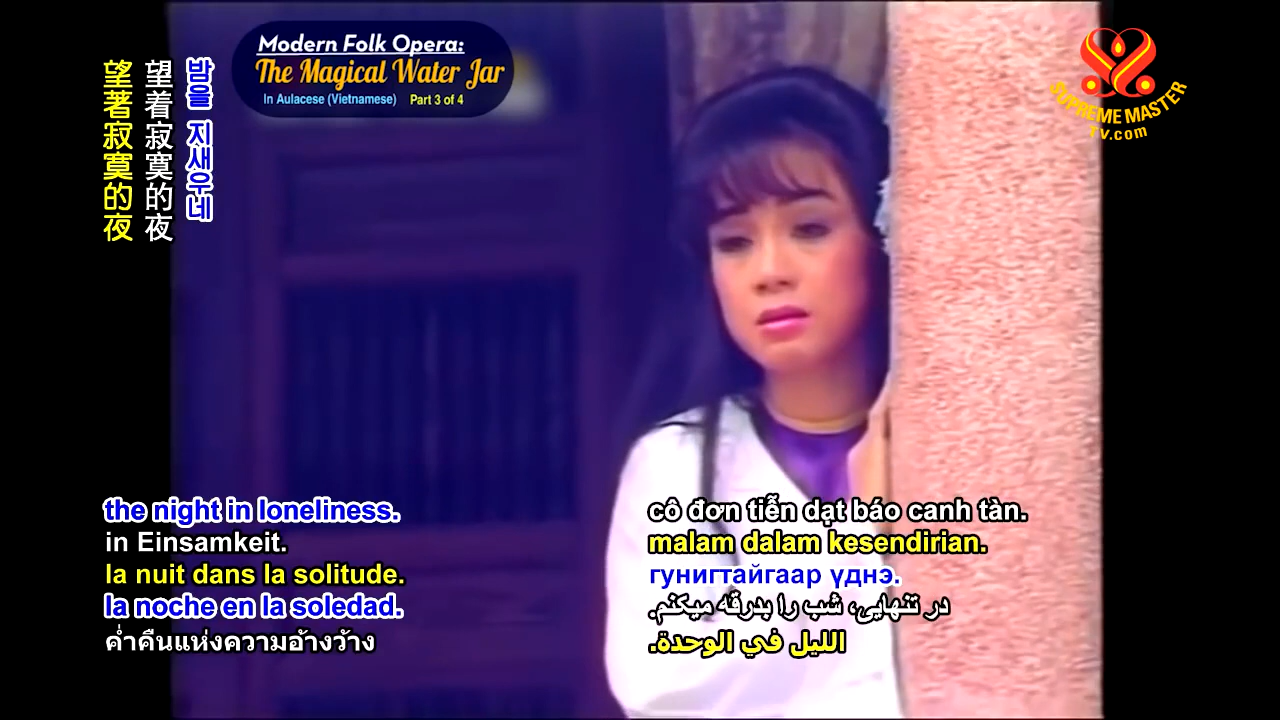 Modern Folk Opera:
The Magical Water Jar
In Aulacese (Vietnamese) Part 3 of 4
SUPREME MASTER
TV.com
望著寂寞的夜
望着寂寞的夜
밤을 지새우네
the night in loneliness.
in Einsamkeit.
la nuit dans la solitude.
la noche en la soledad.
ค่ำคืนแห่งความอ้างว้าง
cô đơn tiễn dạt báo canh tàn.
malam dalam kesendirian.
гунигтайгаар үднэ.
در تنهایی، شب را بدرقه میکنم.
الليل في الوحدة.